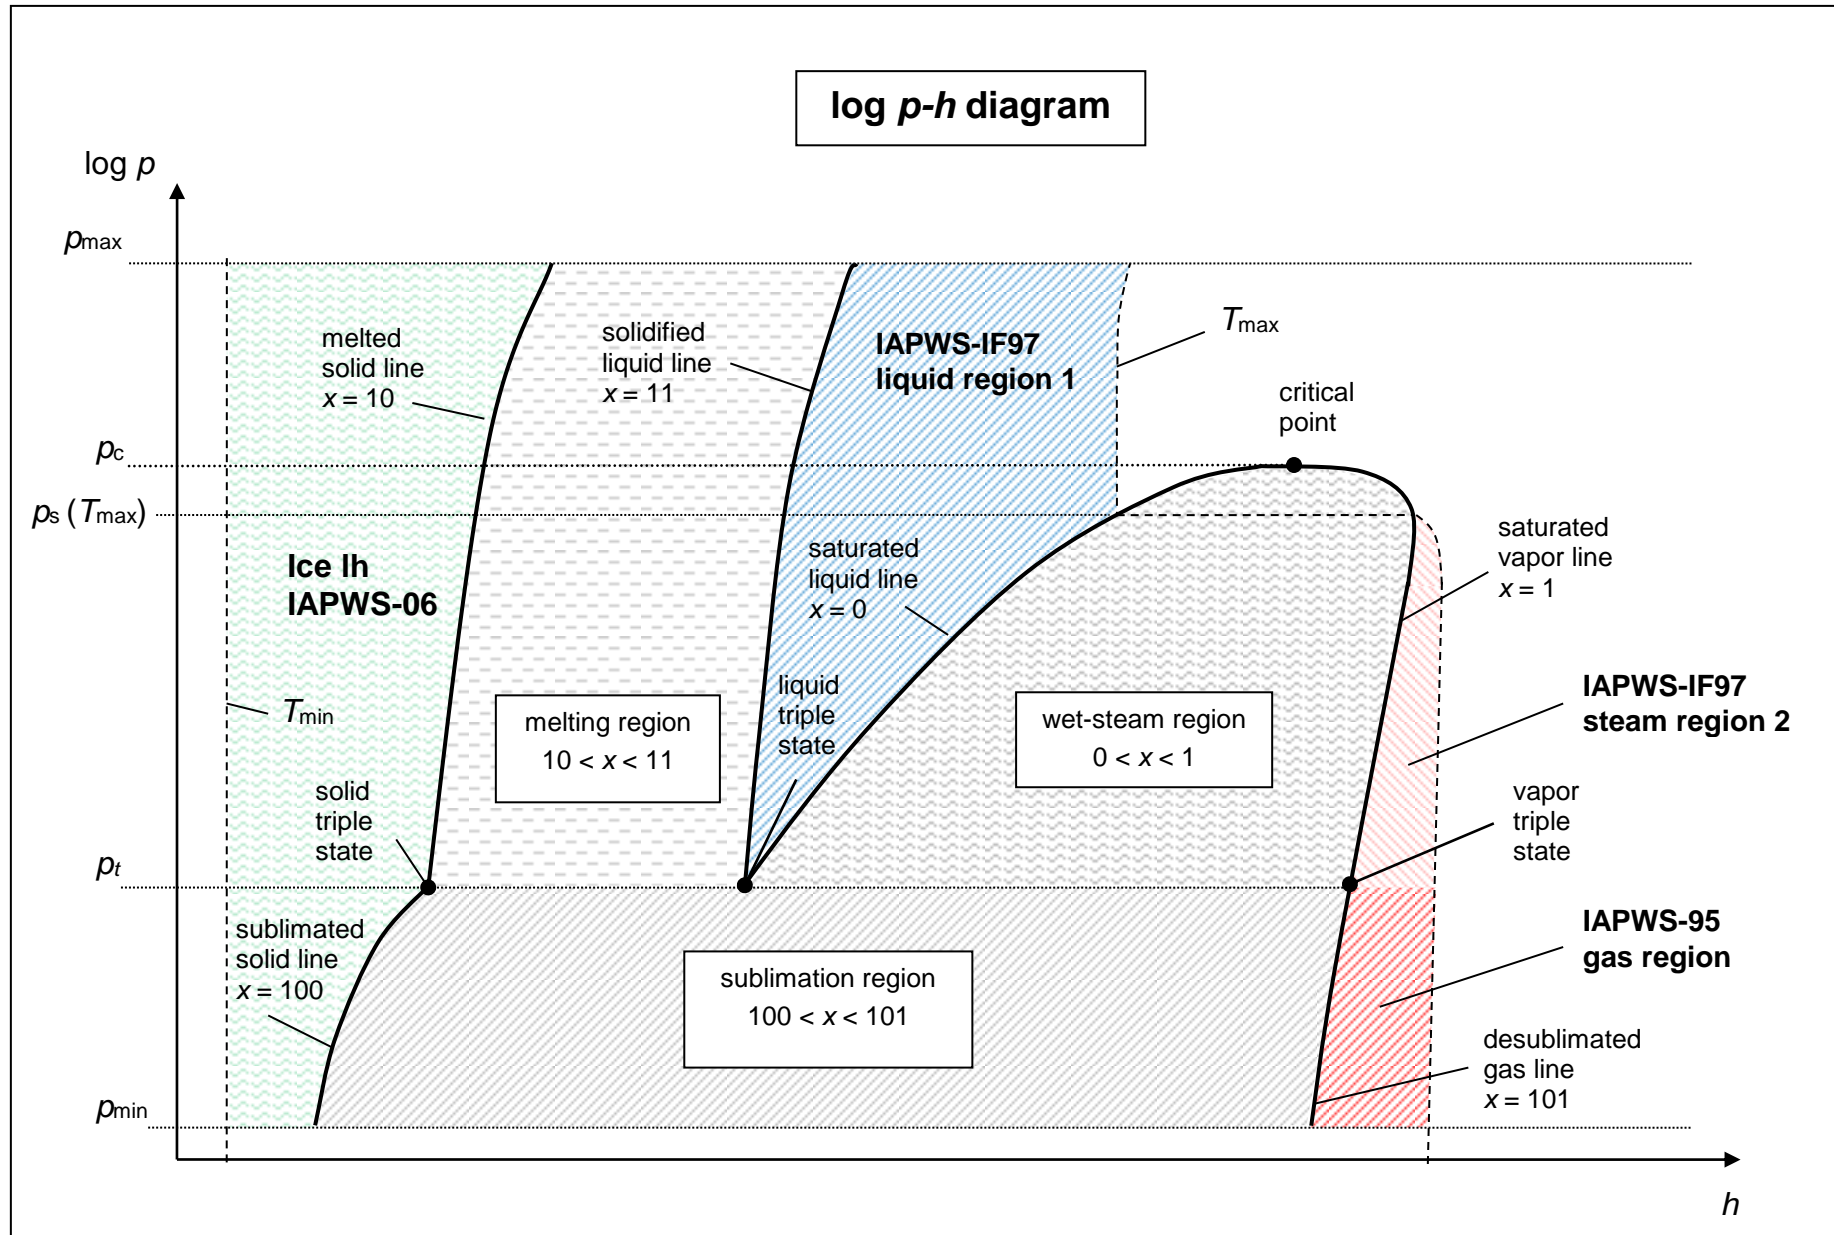 log p-h diagram
log p
pmax
melted
solid line
x = 10
solidified
liquid line
x = 11
IAPWS-IF97
liquid region 1
Tmax
critical
point
pc
ps (Tmax)
saturated
liquid line
x = 0
saturated
vapor line
x = 1
Ice Ih
IAPWS-06
Tmin
melting region
10 < x < 11
liquid
triple
state
wet-steam region
0 < x < 1
IAPWS-IF97
steam region 2
solid
triple
state
vapor
triple
state
pt
sublimated
solid line
x = 100
sublimation region
100 < x < 101
IAPWS-95
gas region
desublimated
gas line
x = 101
pmin
h